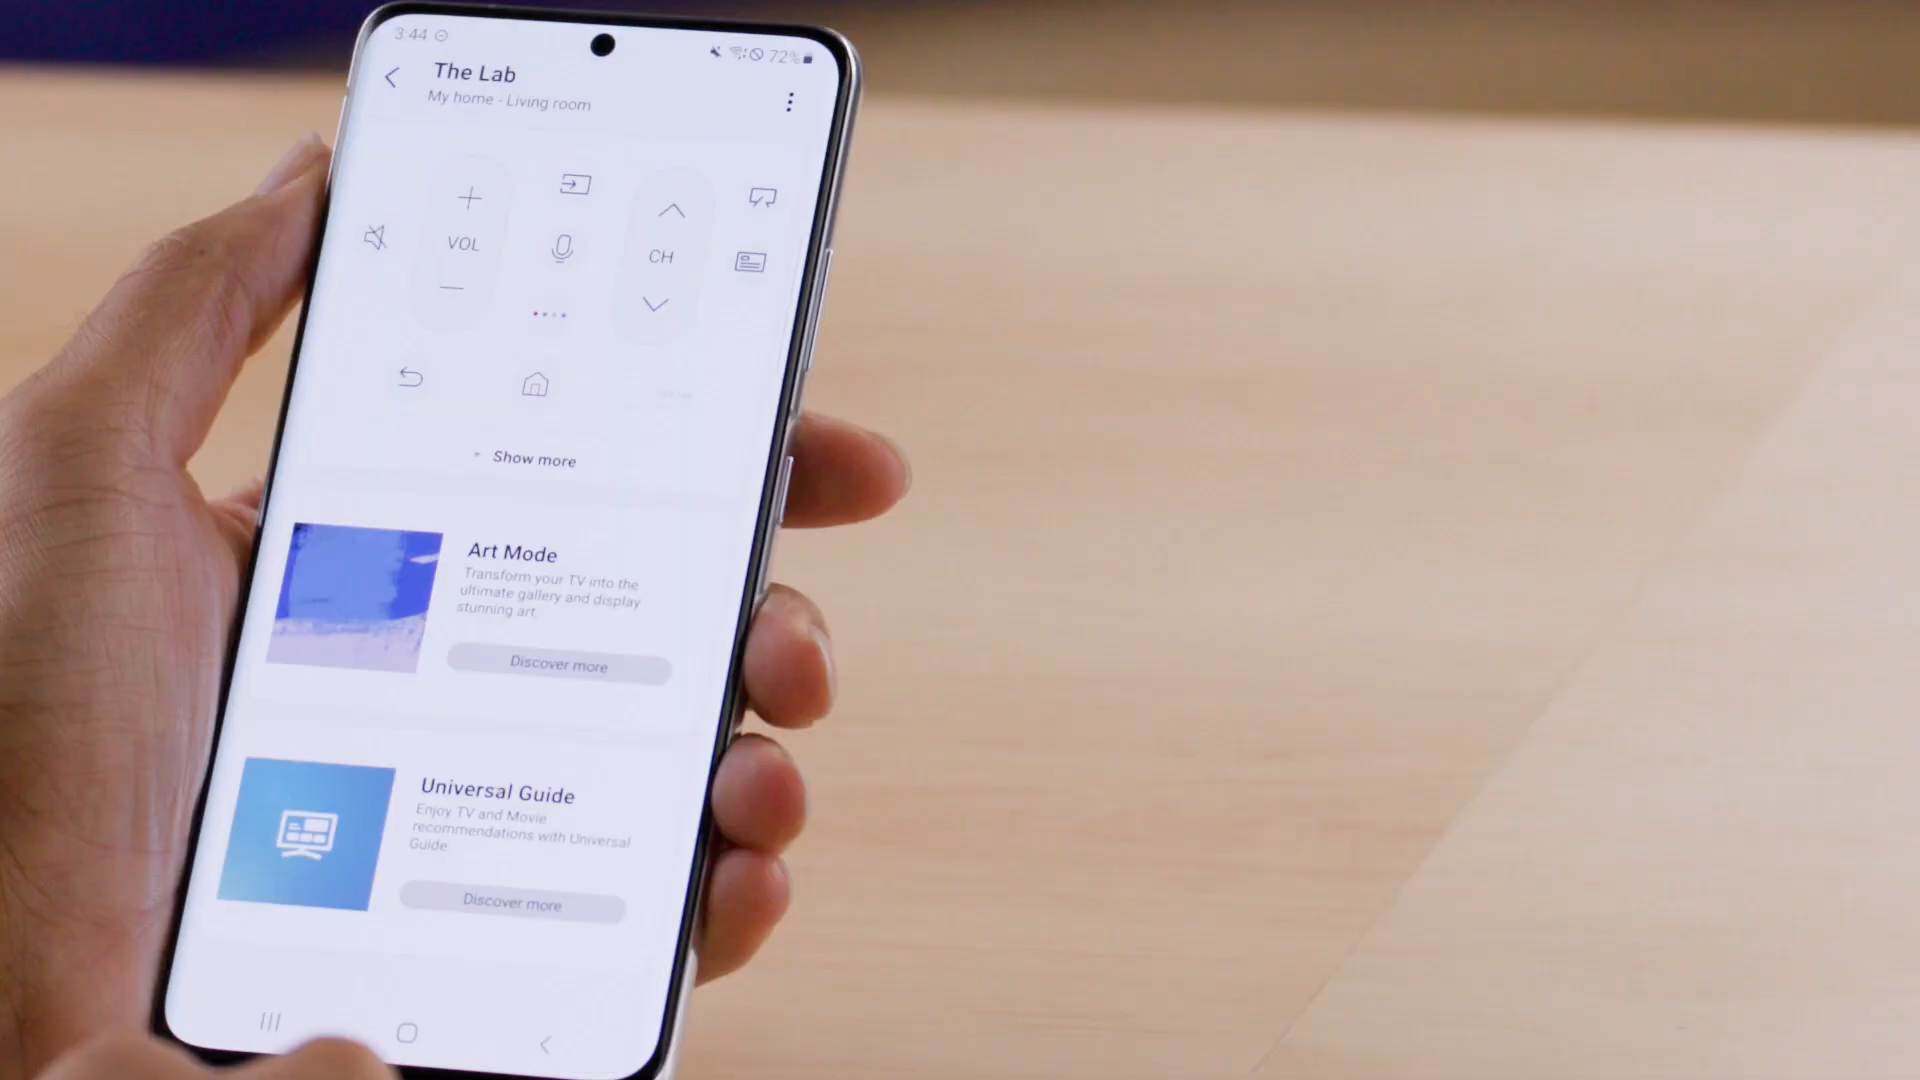 3:44
72%
The Lab
My home - Living room
VOL
CH
Show more
Art Mode
Transform your TV into the
ultimate gallery and display
stunning art.
Discover more
Universal Guide
Enjoy TV and Movie
recommendations with Universal
Guide
Discover more